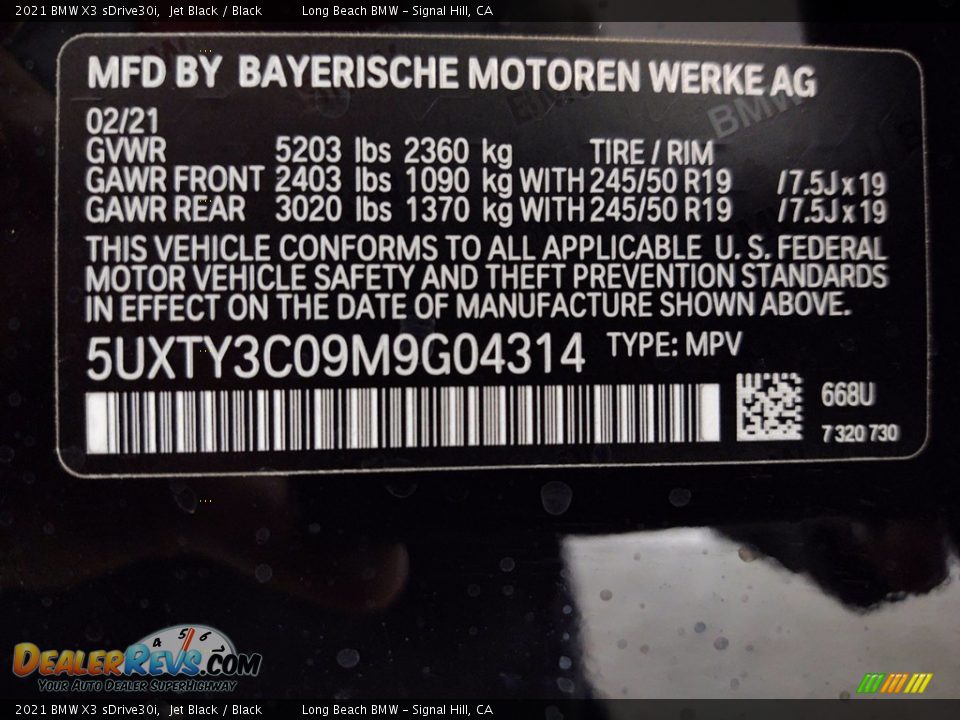 2021 BMW X3 sDrive30i, Jet Black / Black Long Beach BMW - Signal Hill, CA
MFD BY BAYERISCHE MOTOREN WERKE AG
BMW
02/21
GVWR 5203 lbs 2360 kg TIRE / RIM
GAWR FRONT 2403 lbs 1090 kg WITH 245/50 R19 /7.5J x 19
GAWR REAR 3020 lbs 1370 kg WITH 245/50 R19 /7.5J x 19
THIS VEHICLE CONFORMS TO ALL APPLICABLE U. S. FEDERAL
MOTOR VEHICLE SAFETY AND THEFT PREVENTION STANDARDS
IN EFFECT ON THE DATE OF MANUFACTURE SHOWN ABOVE.
5UXTY3C09M9G04314 TYPE: MPV
668U
7 320 730
4 5 6
DEALERREVS.COM
YOUR AUTO DEALER SUPERHIGHWAY
2021 BMW X3 sDrive30i, Jet Black / Black Long Beach BMW - Signal Hill, CA